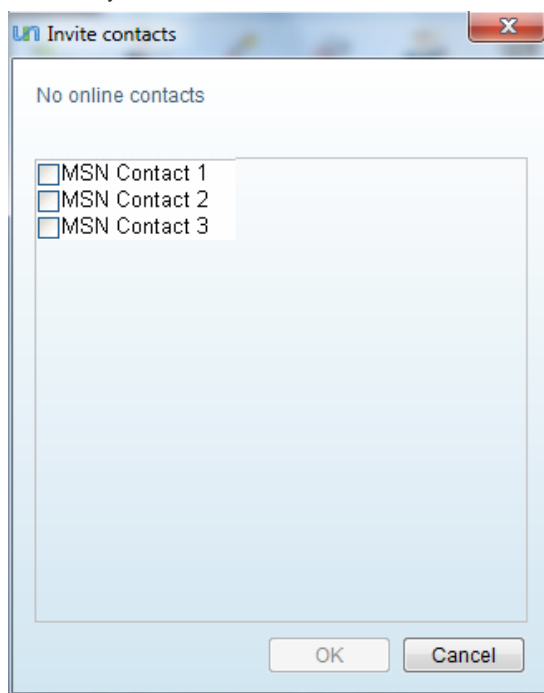 Invite contacts
No online contacts
MSN Contact 1
MSN Contact 2
MSN Contact 3
OK Cancel